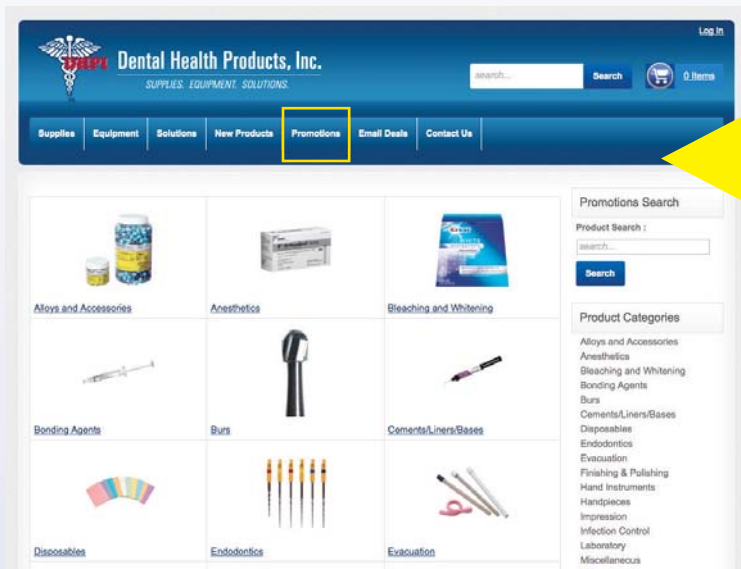 Log In
DHPI Dental Health Products, Inc.
SUPPLIES. EQUIPMENT. SOLUTIONS.
search... Search 0 Items
Supplies Equipment Solutions New Products Promotions Email Deals Contact Us
Alloys and Accessories Anesthetics Bleaching and Whitening
Bonding Agents Burs Cements/Liners/Bases
Disposables Endodontics Evacuation
Promotions Search
Product Search :
search...
Search
Product Categories
Alloys and Accessories
Anesthetics
Bleaching and Whitening
Bonding Agents
Burs
Cements/Liners/Bases
Disposables
Endodontics
Evacuation
Finishing & Polishing
Hand Instruments
Handpieces
Impression
Infection Control
Laboratory
Miscellaneous